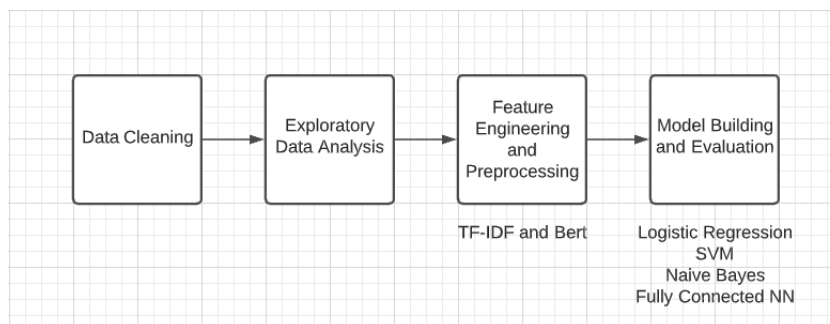 Data Cleaning
Exploratory
Data Analysis
Feature
Engineering
and
Preprocessing
Model Building
and Evaluation
TF-IDF and Bert
Logistic Regression
SVM
Naive Bayes
Fully Connected NN